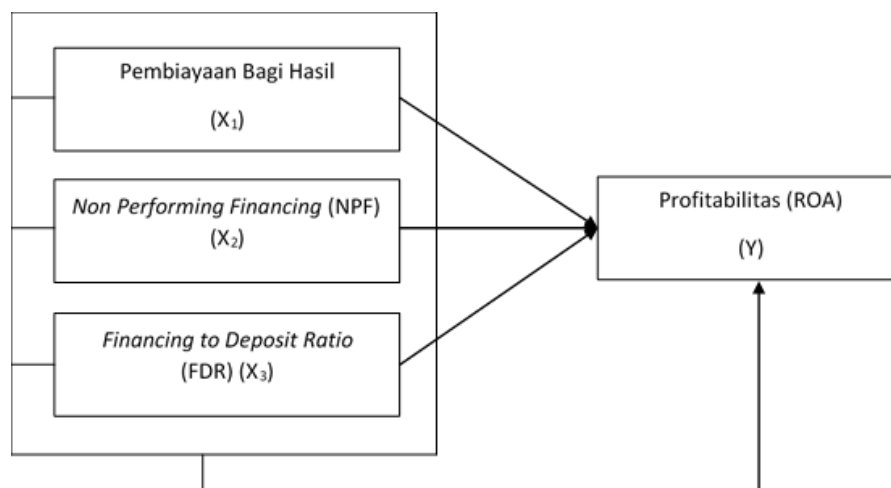 Pembiayaan Bagi Hasil
(X₁)
Non Performing Financing (NPF)
(X₂)
Financing to Deposit Ratio
(FDR) (X₃)
Profitabilitas (ROA)
(Y)